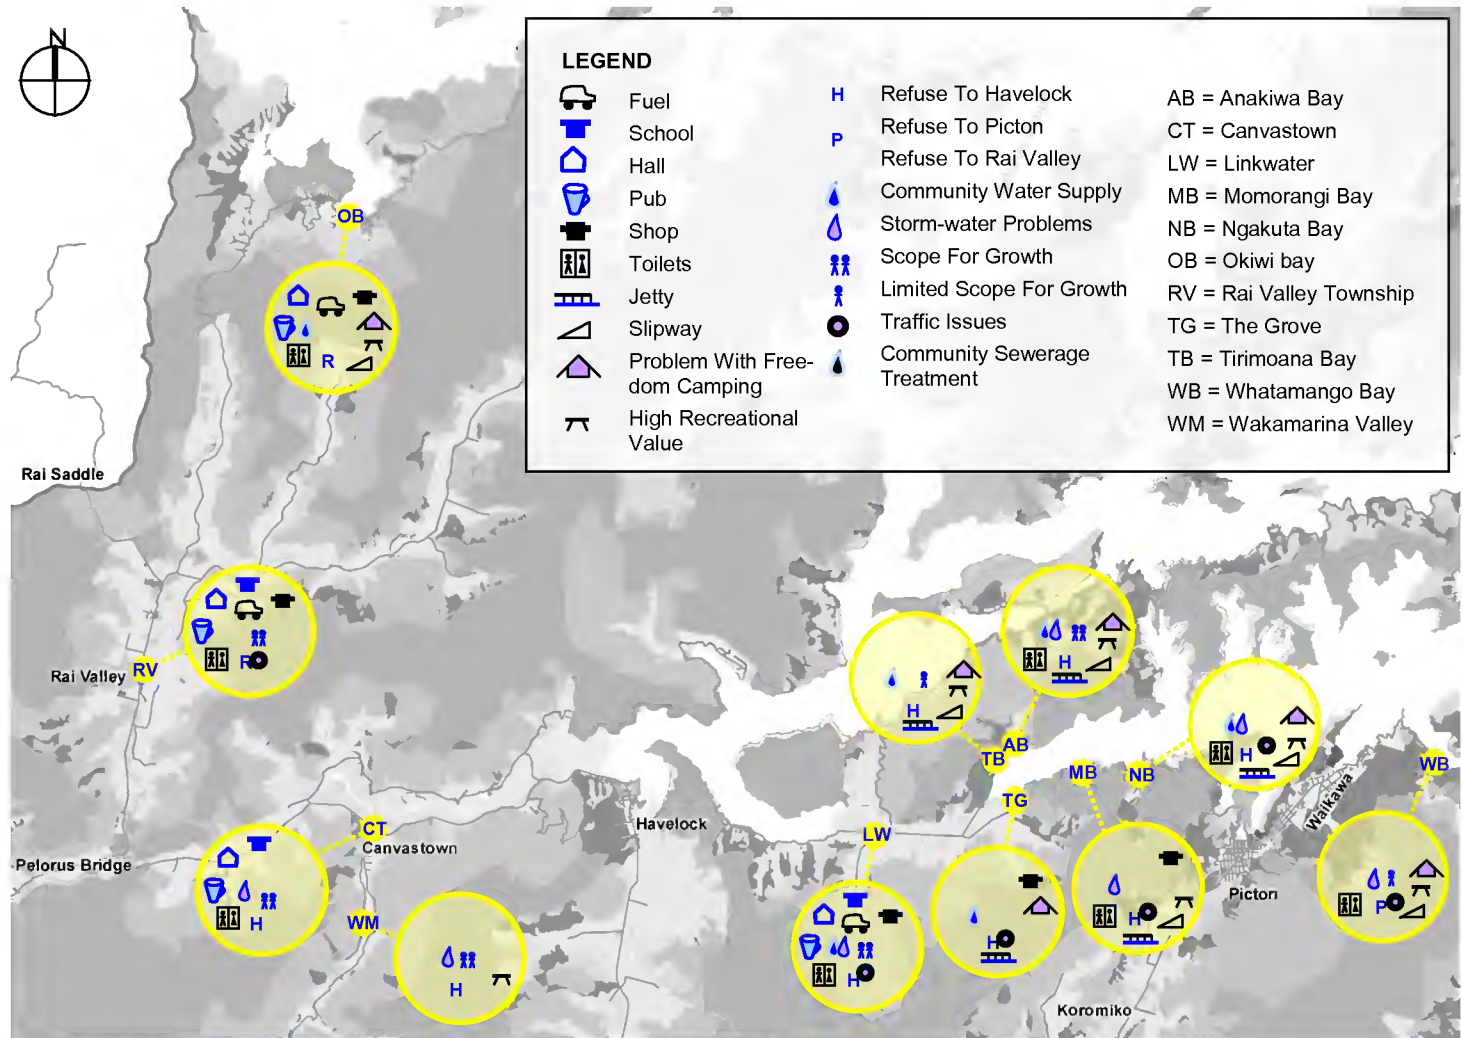 N
LEGEND
Fuel
School
Hall
Pub
Shop
Toilets
Jetty
Slipway
Problem With Free-
dom Camping
High Recreational
Value
H Refuse To Havelock
P Refuse To Picton
Refuse To Rai Valley
Community Water Supply
Storm-water Problems
Scope For Growth
Limited Scope For Growth
Traffic Issues
Community Sewerage
Treatment
AB = Anakiwa Bay
CT = Canvastown
LW = Linkwater
MB = Momorangi Bay
NB = Ngakuta Bay
OB = Okiwi bay
RV = Rai Valley Township
TG = The Grove
TB = Tirimoana Bay
WB = Whatamango Bay
WM = Wakamarina Valley
OB
R
Rai Saddle
R
Rai Valley
RV
H
H
H
AB
TB
MB
NB
WB
TG
Waikawa
CT
Havelock
LW
Canvastown
Pelorus Bridge
Picton
P
H
WM
H
H
H
H
H
Koromiko